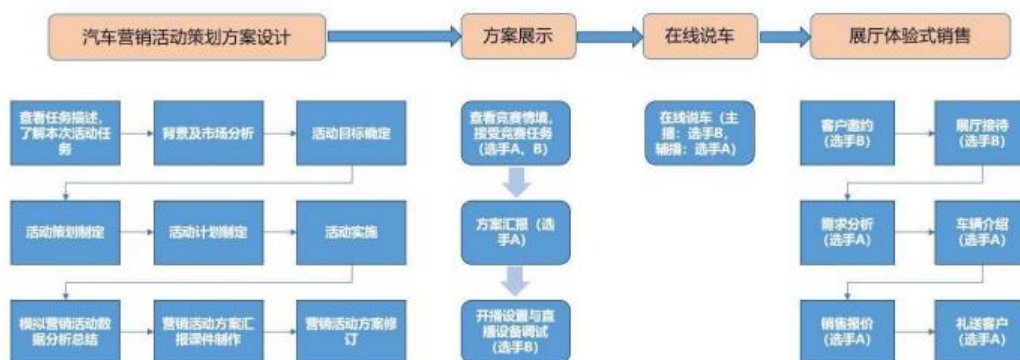 汽车营销活动策划方案设计
方案展示
在线说车
展厅体验式销售
查看任务描述，
了解本次活动任
务
背景及市场分析
活动目标确定
活动策划制定
活动计划制定
活动实施
模拟营销活动数
据分析总结
营销活动方案汇
报课件制作
营销活动方案修
订
查看竞赛情境，
接受竞赛任务
(选手A、B)
方案汇报（选
手A）
开播设置与直
播设备调试
(选手B)
在线说车（主
播：选手B，
辅播：选手A）
客户邀约
(选手B)
展厅接待
(选手B)
需求分析
(选手A)
车辆介绍
(选手A)
销售报价
(选手A)
礼送客户
(选手A)